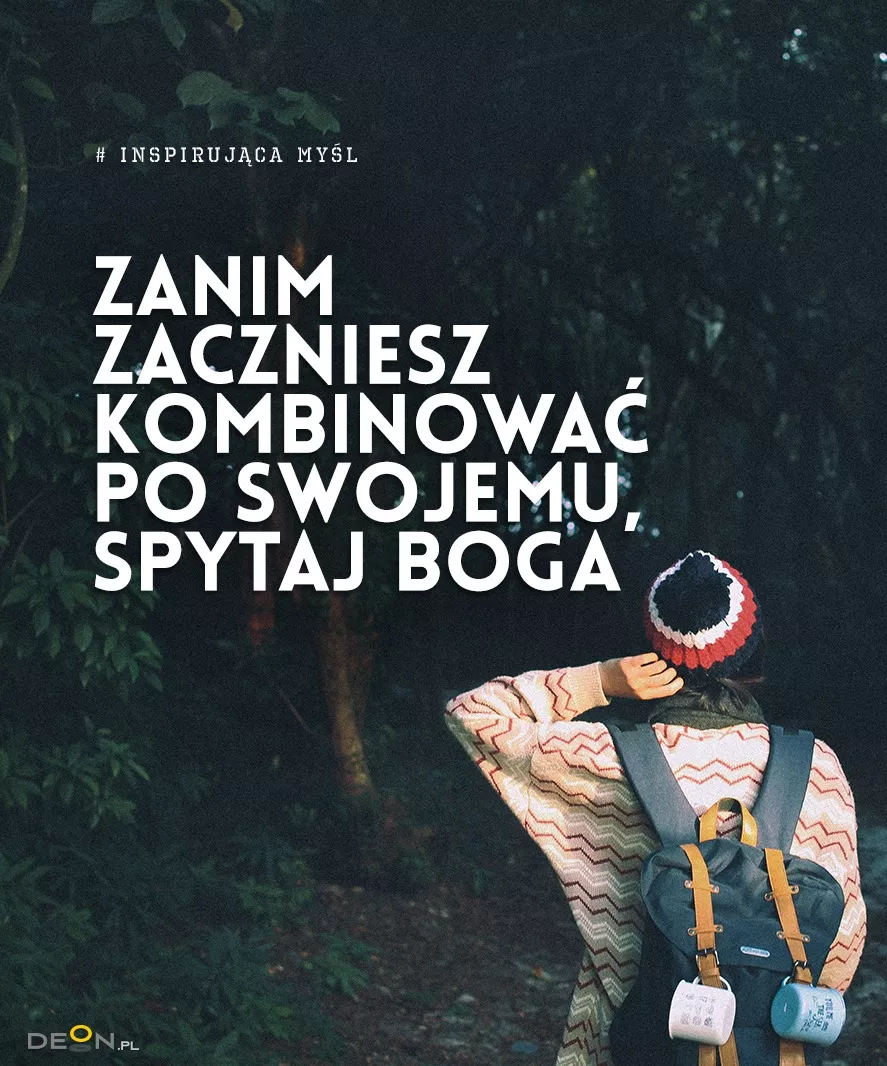 # INSPIRUJĄCA MYŚL
ZANIM
ZACZNIESZ
KOMBINOWAĆ
PO SWOJEMU,
SPYTAJ BOGA
DEON.PL